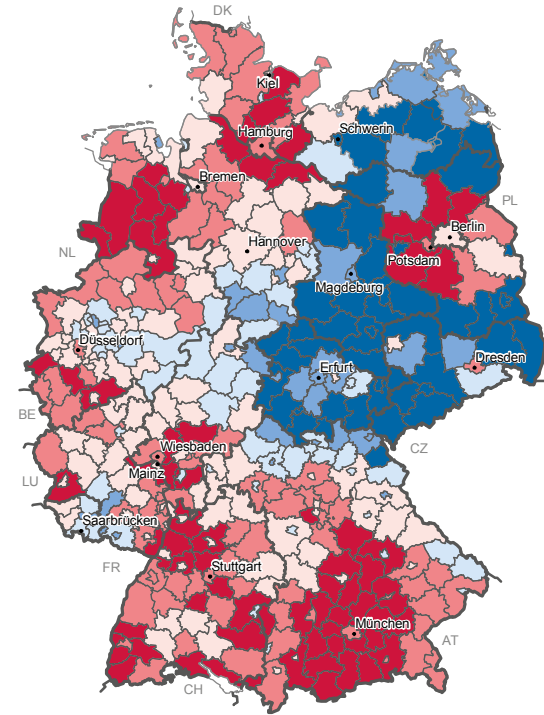 DK
Kiel
Schwerin
Hamburg
Bremen
PL
Berlin
Hannover
NL
Potsdam
Magdeburg
Düsseldorf
Dresden
Erfurt
BE
Wiesbaden
CZ
Mainz
LU
Saarbrücken
FR
Stuttgart
München
AT
CH